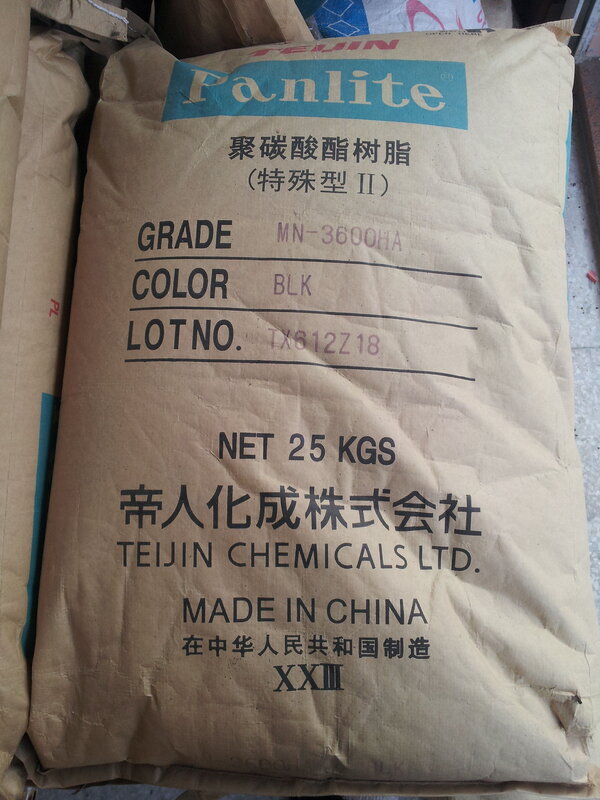 TEIJIN
Panlite®
聚碳酸酯树脂
(特殊型 II)
GRADE MN-3600HA
COLOR BLK
LOT NO. TX612Z18
NET 25 KGS
帝人化成株式会社
TEIJIN CHEMICALS LTD.
MADE IN CHINA
在中华人民共和国制造
XXIII
PL